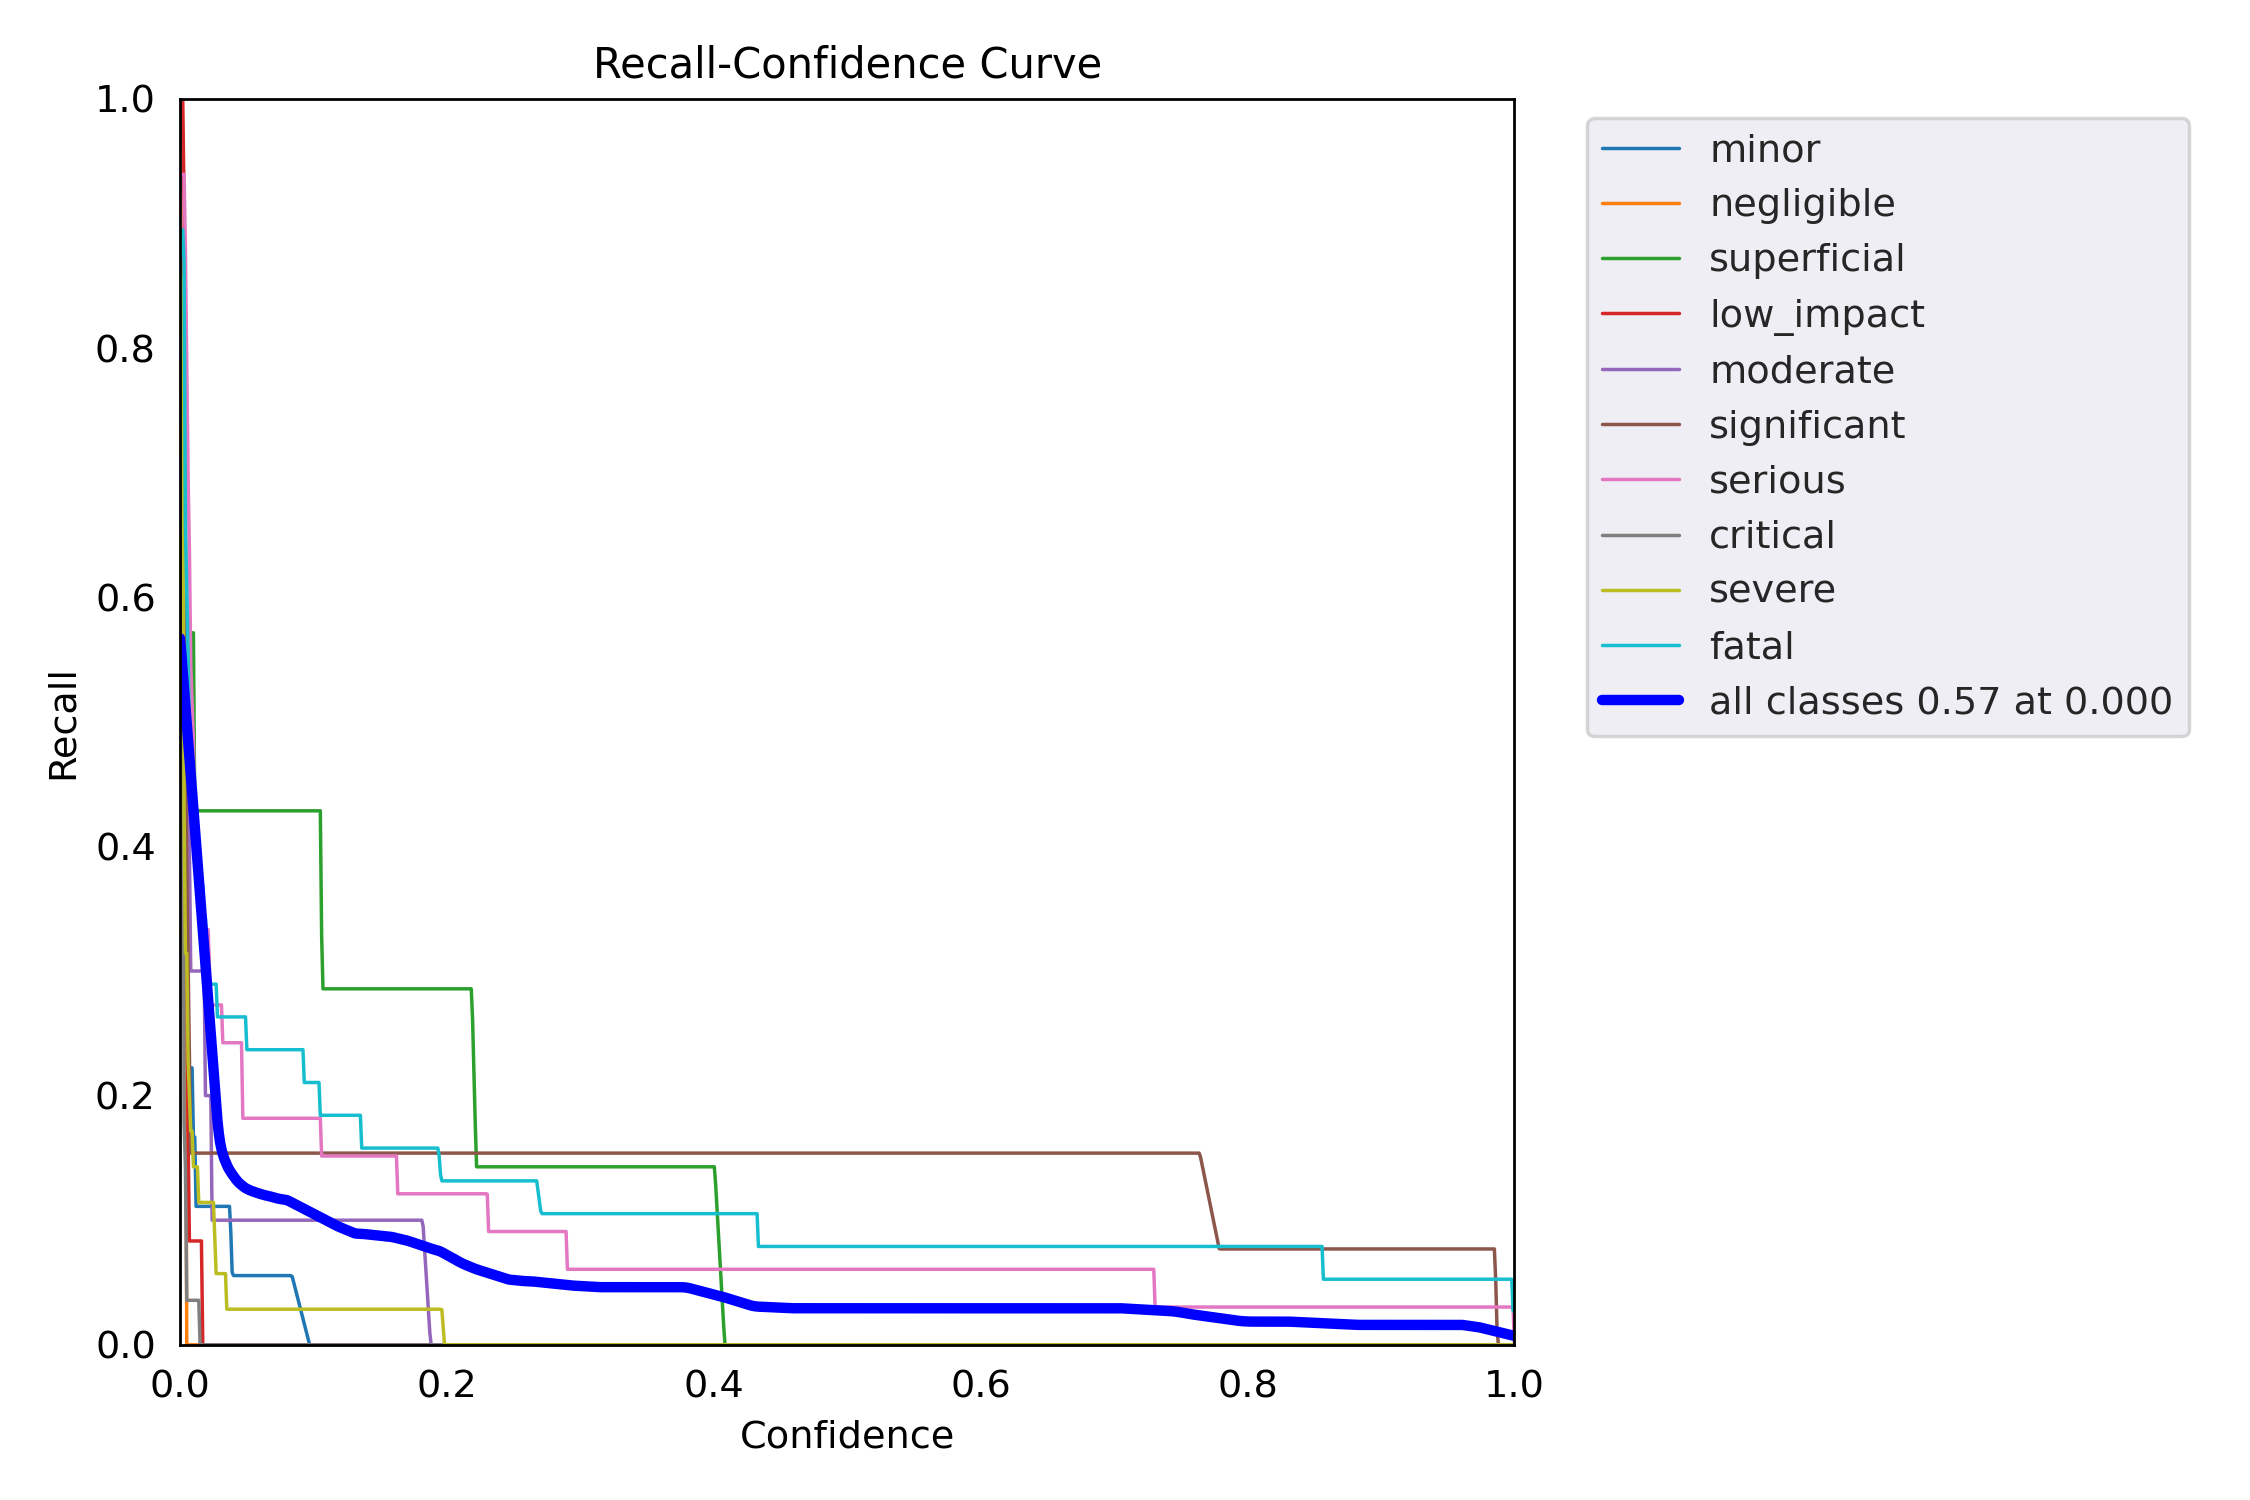 Recall-Confidence Curve
1.0
0.8
0.6
0.4
0.2
0.0
Recall
0.0 0.2 0.4 0.6 0.8 1.0
Confidence
minor
negligible
superficial
low_impact
moderate
significant
serious
critical
severe
fatal
all classes 0.57 at 0.000